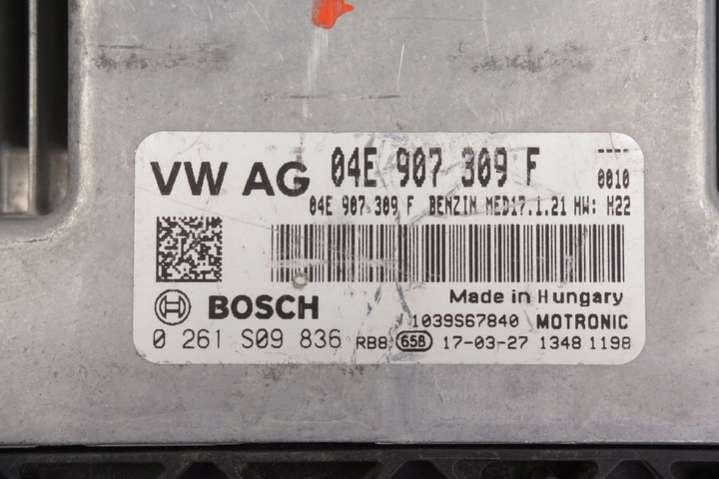 VW AG 04E 907 309 F ----
0010
04E 907 309 F BENZIN MED17.1.21 HW: H22
BOSCH
Made in Hungary
1039S67840 MOTRONIC
0 261 S09 836 RB8 658 17-03-27 1348 1198